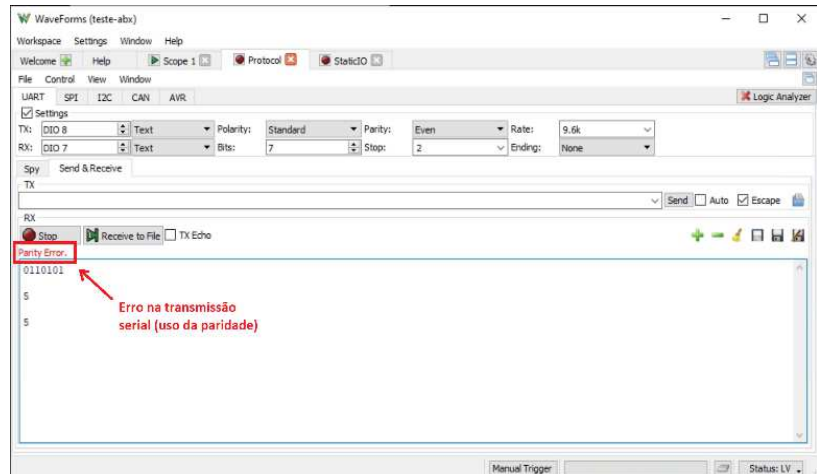 WaveForms (teste-abx)
Workspace Settings Window Help
Welcome Help Scope 1 Protocol StaticIO
File Control View Window
UART SPI I2C CAN AVR Logic Analyzer
Settings
TX: DIO 8 Text Polarity: Standard Parity: Even Rate: 9.6k
RX: DIO 7 Text Bits: 7 Stop: 2 Ending: None
Spy Send & Receive
TX
Send Auto Escape
RX
Stop Receive to File TX Echo
Parity Error.
0110101
5
5
Erro na transmissão
serial (uso da paridade)
Manual Trigger Status: LV